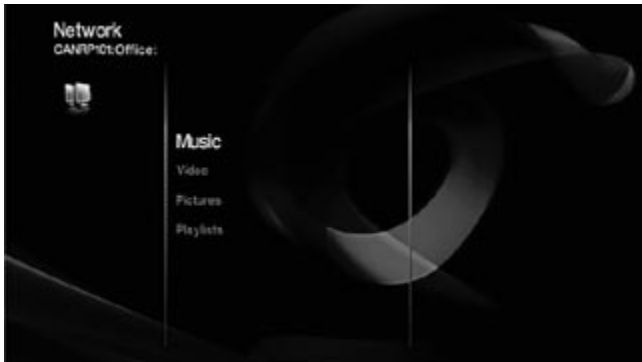 Network
CANRP101:Office:
Music
Video
Pictures
Playlists